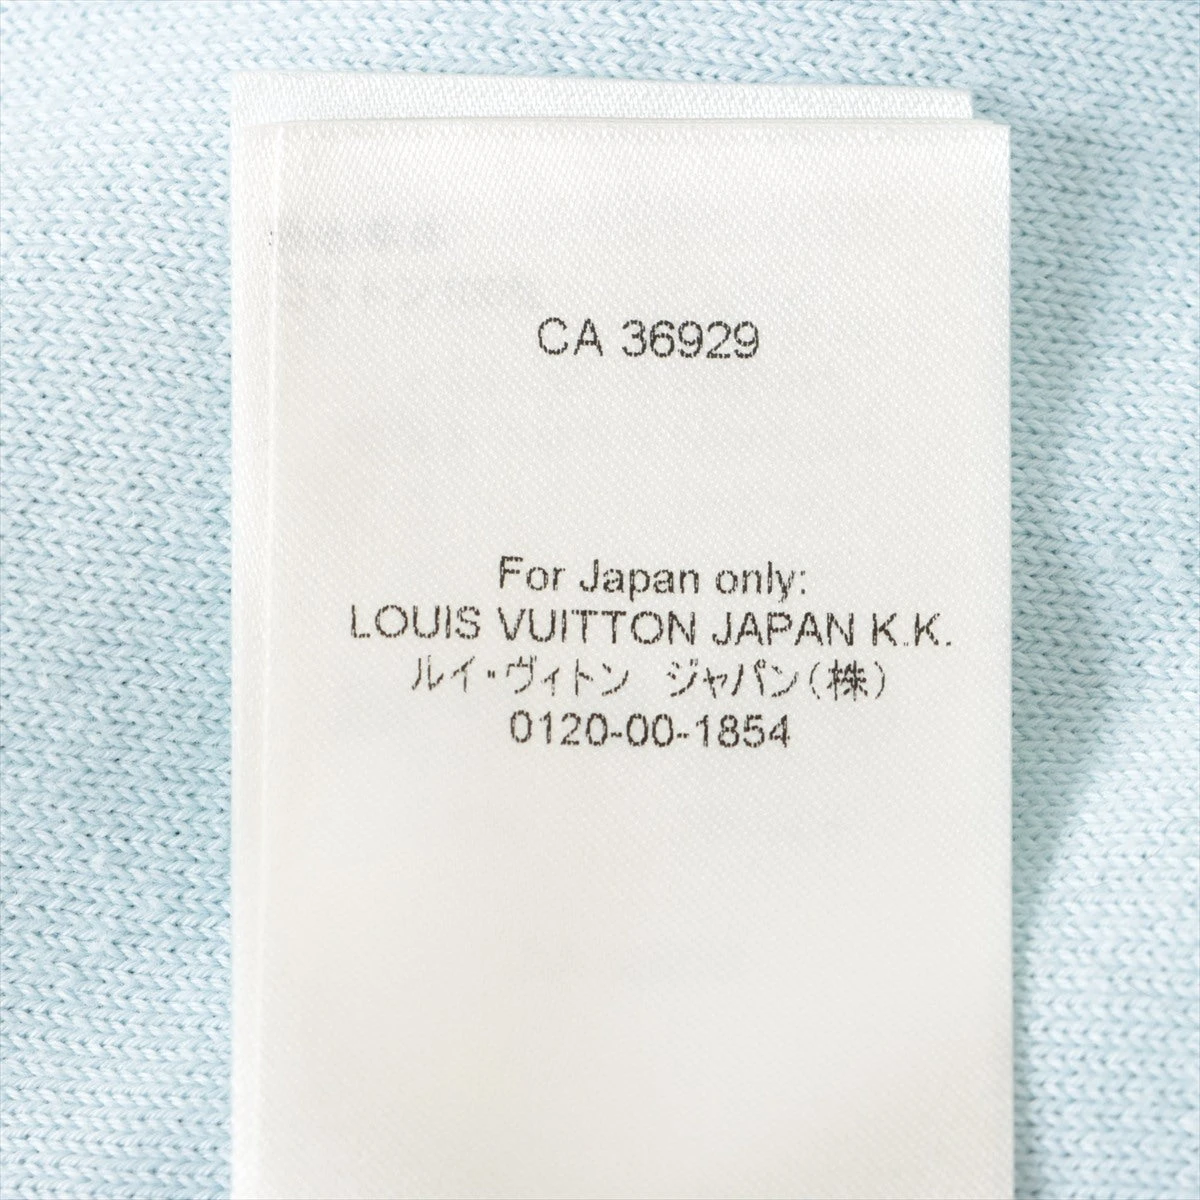 CA 36929
For Japan only:
LOUIS VUITTON JAPAN K.K.
ルイ・ヴィトン　ジャパン(株)
0120-00-1854